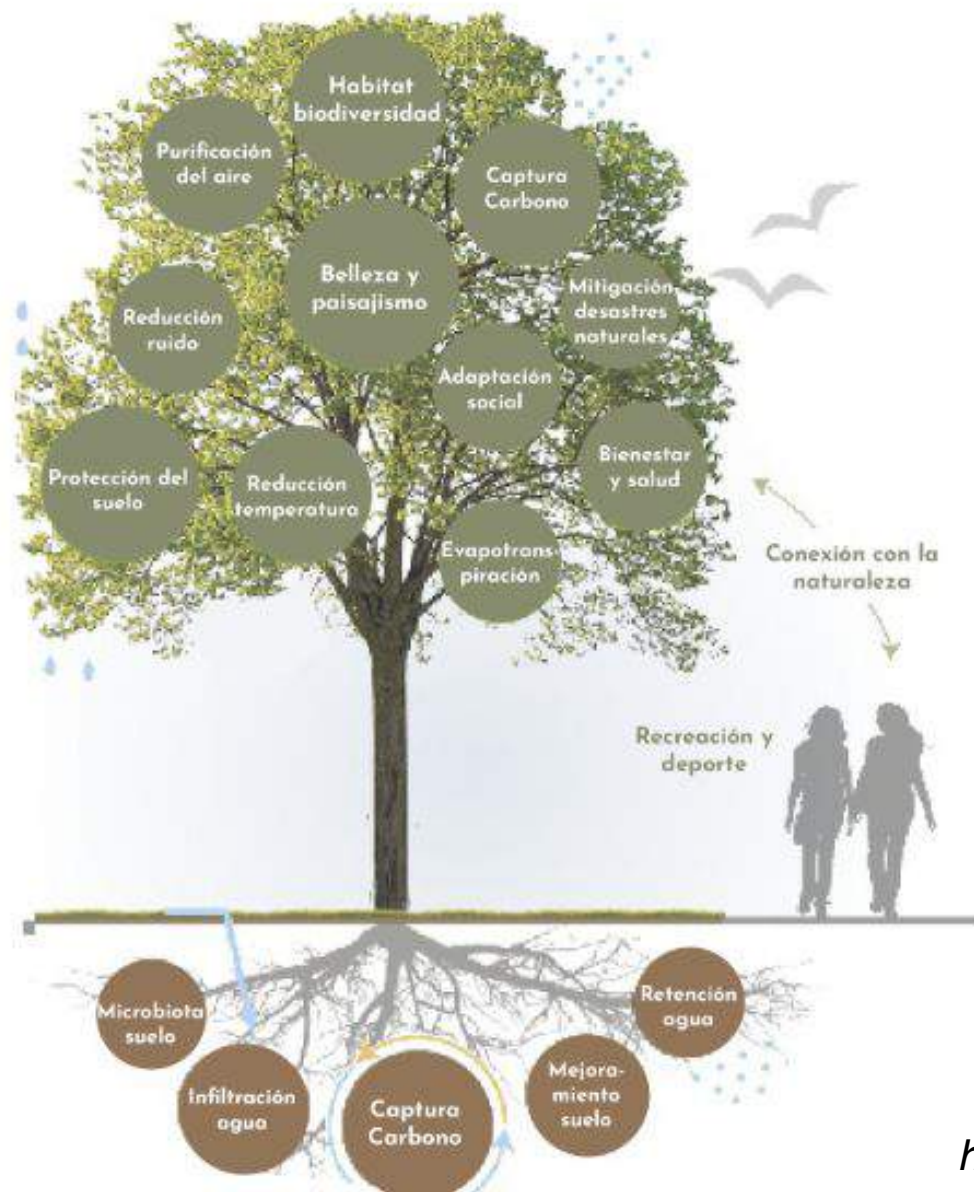 Habitat
biodiversidad
Purificación
del aire
Captura
Carbono
Belleza y
paisajismo
Mitigación
desastres
naturales
Reducción
ruido
Adaptación
social
Bienestar
y salud
Protección del
suelo
Reducción
temperatura
Evapotrans-
piración
Conexión con la
naturaleza
Recreación y
deporte
Microbiota
suelo
Retención
agua
Infiltración
agua
Captura
Carbono
Mejora-
miento
suelo
h